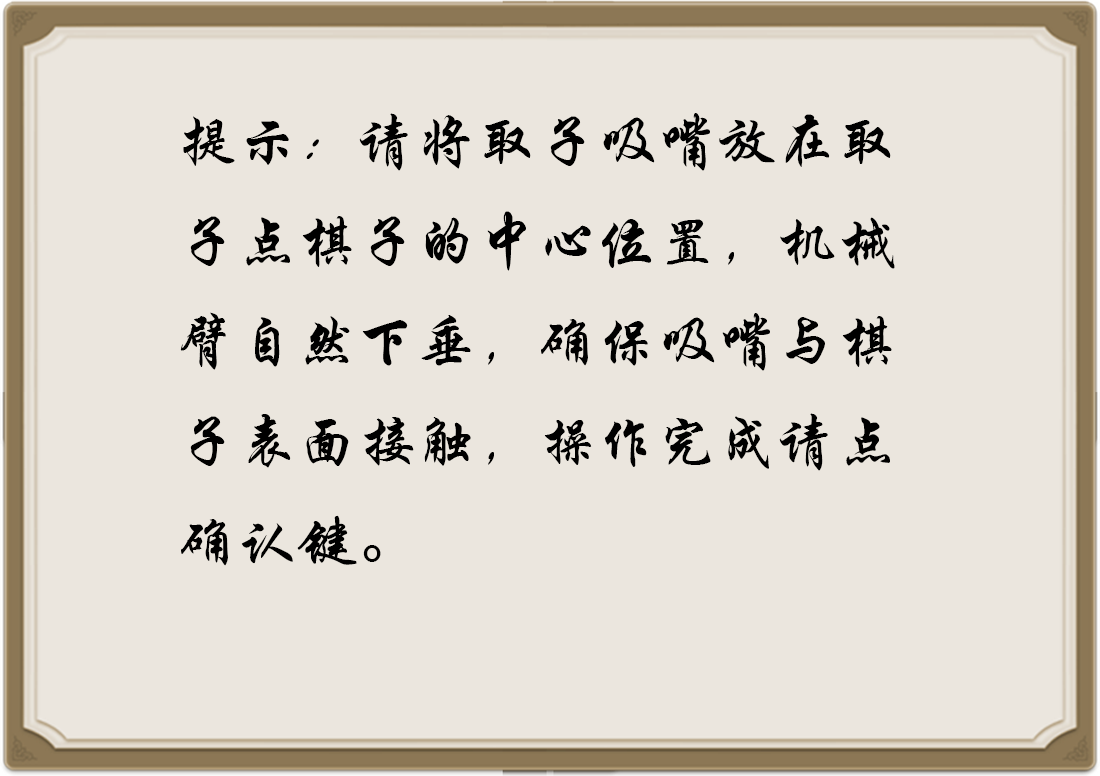 提示：请将取子吸嘴放在取
子点棋子的中心位置，机械
臂自然下垂，确保吸嘴与棋
子表面接触，操作完成请点
确认键。